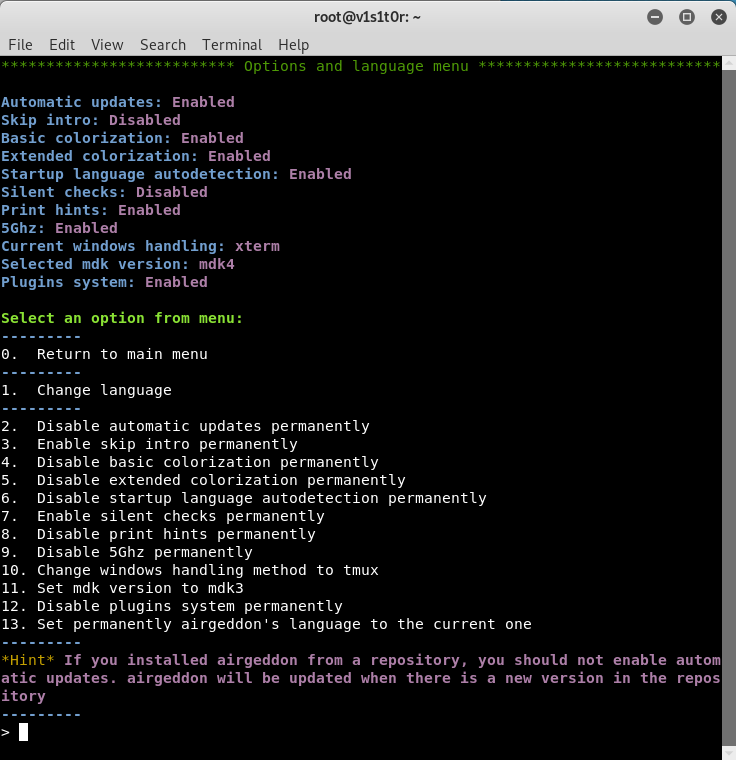 root@v1s1t0r: ~
File Edit View Search Terminal Help
************************** Options and language menu ***************************
Automatic updates: Enabled
Skip intro: Disabled
Basic colorization: Enabled
Extended colorization: Enabled
Startup language autodetection: Enabled
Silent checks: Disabled
Print hints: Enabled
5Ghz: Enabled
Current windows handling: xterm
Selected mdk version: mdk4
Plugins system: Enabled
Select an option from menu:
---------
0.  Return to main menu
---------
1.  Change language
---------
2.  Disable automatic updates permanently
3.  Enable skip intro permanently
4.  Disable basic colorization permanently
5.  Disable extended colorization permanently
6.  Disable startup language autodetection permanently
7.  Enable silent checks permanently
8.  Disable print hints permanently
9.  Disable 5Ghz permanently
10. Change windows handling method to tmux
11. Set mdk version to mdk3
12. Disable plugins system permanently
13. Set permanently airgeddon's language to the current one
---------
*Hint* If you installed airgeddon from a repository, you should not enable autom
atic updates. airgeddon will be updated when there is a new version in the repos
itory
---------
>